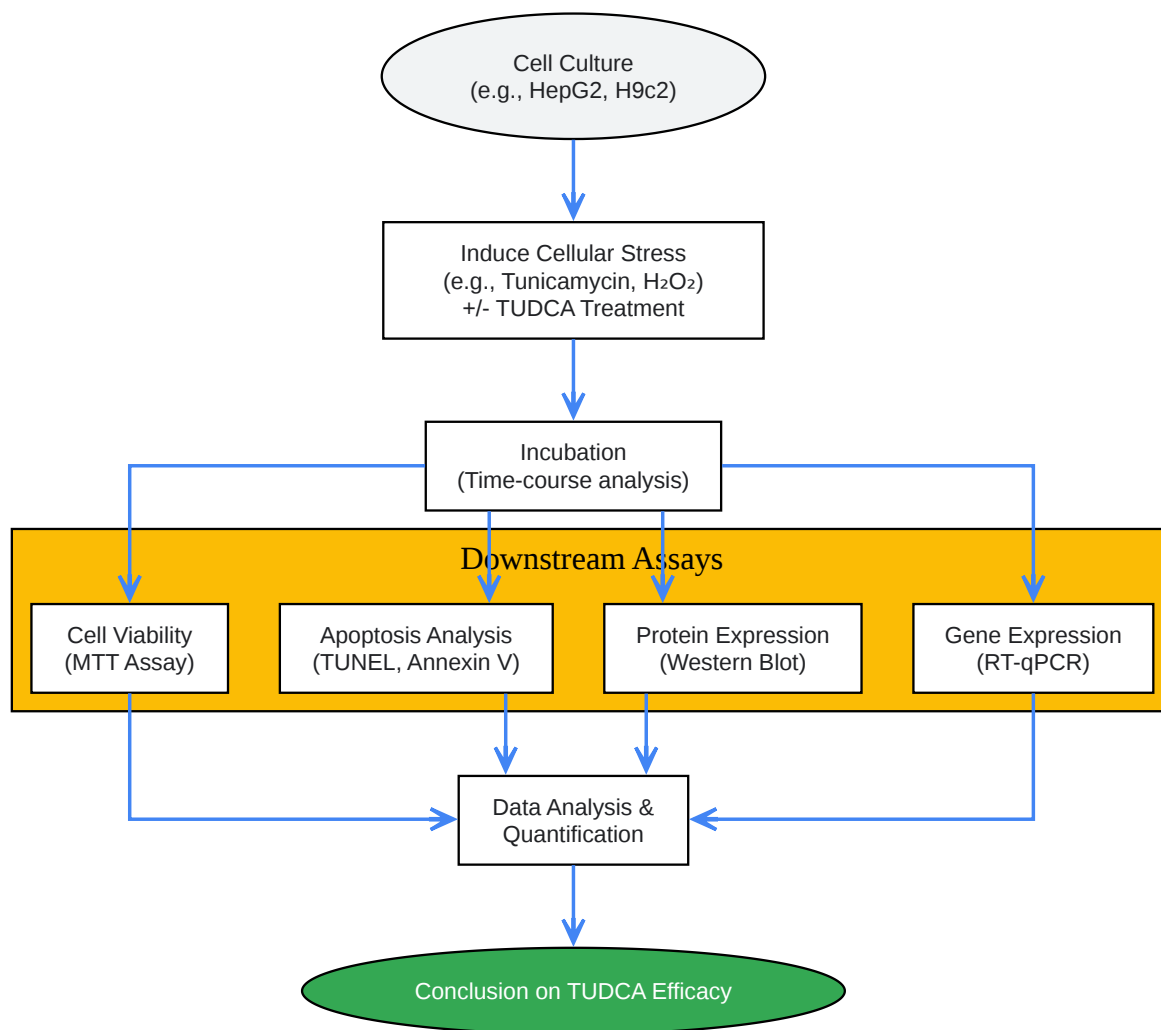 Cell Culture
(e.g., HepG2, H9c2)
Induce Cellular Stress
(e.g., Tunicamycin, H₂O₂)
+/- TUDCA Treatment
Incubation
(Time-course analysis)
Downstream Assays
Cell Viability
(MTT Assay)
Apoptosis Analysis
(TUNEL, Annexin V)
Protein Expression
(Western Blot)
Gene Expression
(RT-qPCR)
Data Analysis &
Quantification
Conclusion on TUDCA Efficacy